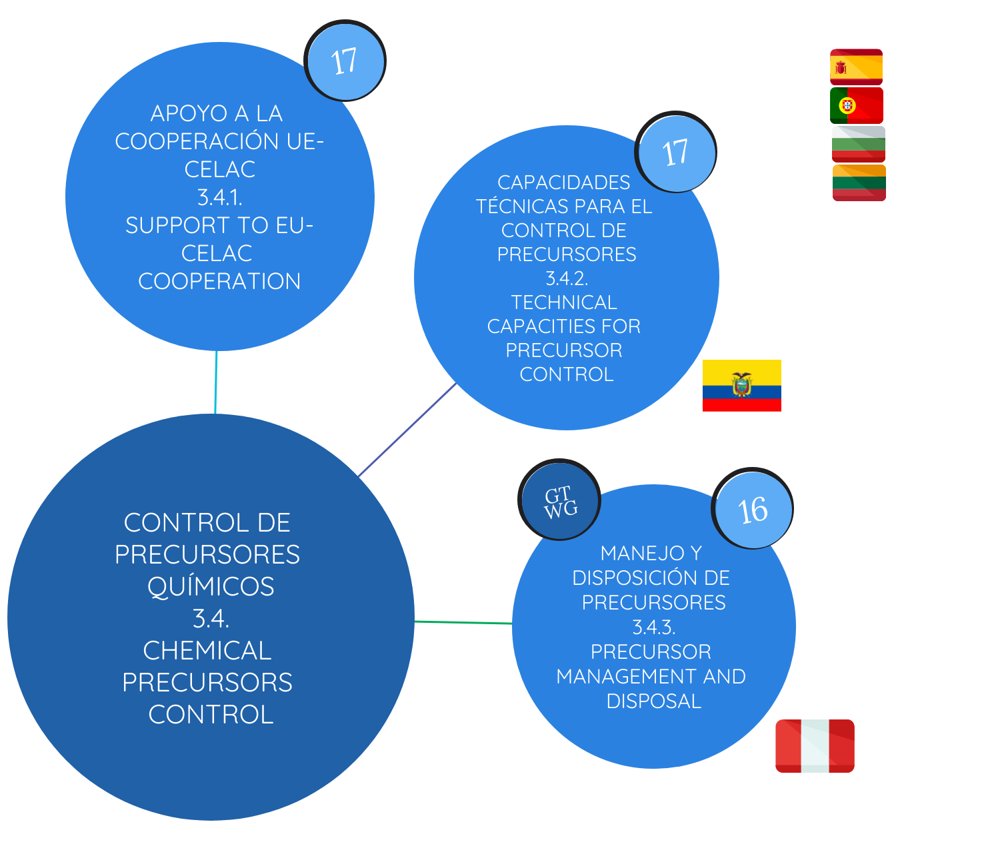 17
APOYO A LA
COOPERACIÓN UE-
CELAC
3.4.1.
SUPPORT TO EU-
CELAC
COOPERATION
17
CAPACIDADES
TÉCNICAS PARA EL
CONTROL DE
PRECURSORES
3.4.2.
TECHNICAL
CAPACITIES FOR
PRECURSOR
CONTROL
CONTROL DE
PRECURSORES
QUÍMICOS
3.4.
CHEMICAL
PRECURSORS
CONTROL
GT
WG
16
MANEJO Y
DISPOSICIÓN DE
PRECURSORES
3.4.3.
PRECURSOR
MANAGEMENT AND
DISPOSAL